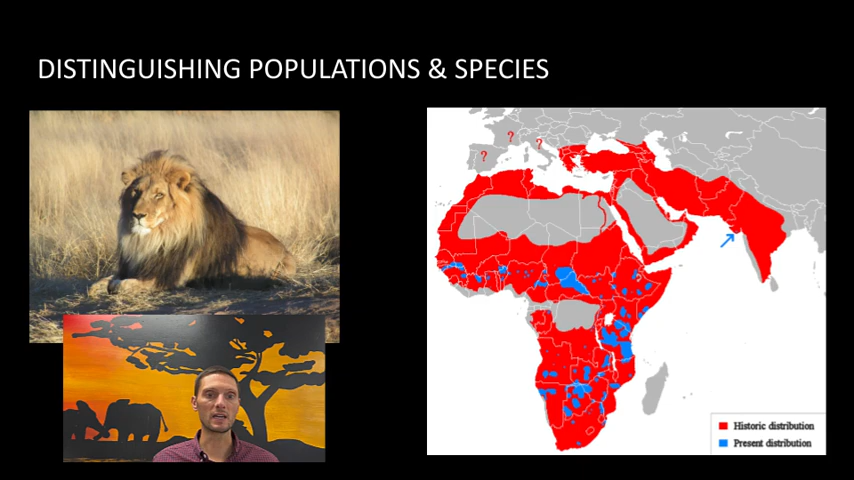 DISTINGUISHING POPULATIONS & SPECIES
?
?
?
Historic distribution
Present distribution